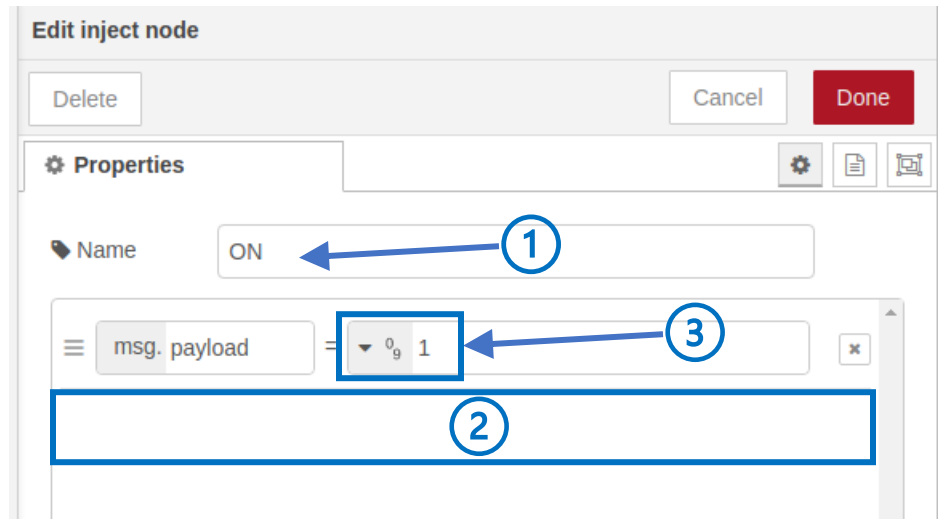 Edit inject node
Delete Cancel Done
Properties
Name ON 1
msg. payload = 0 9 1 3
2